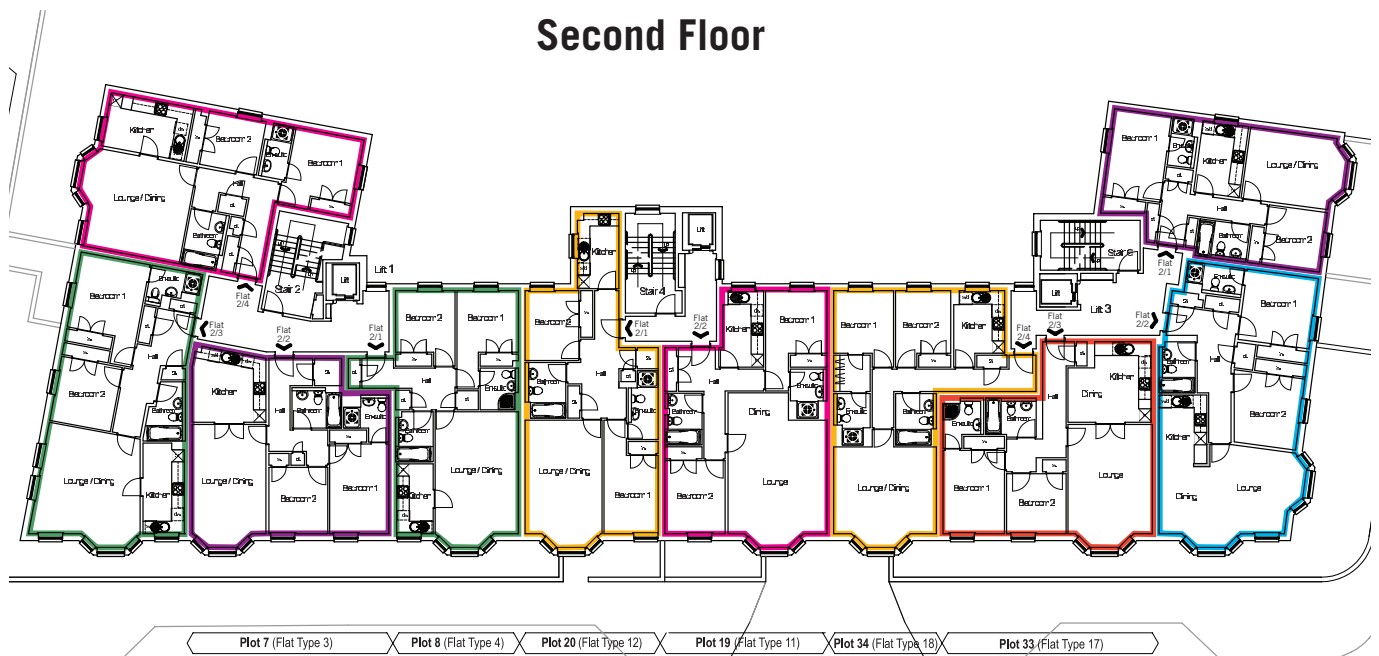 Second Floor
Kitchen
Bedroom 2
Ensuite
Bedroom 1
Lounge / Dining
Hall
Bathroom
Flat
2/4
Stair 2
Lift
Lift 1
Bedroom 1
Ensuite
Flat
2/3
Hall
Bedroom 2
Bathroom
Lounge / Dining
Kitchen
Flat
2/2
Kitchen
Hall
Bathroom
Ensuite
Lounge / Dining
Bedroom 2
Bedroom 1
Flat
2/1
Bedroom 2
Bedroom 1
Hall
Ensuite
Bathroom
Lounge / Dining
Kitchen
Kitchen
Bedroom 2
Flat
2/1
Hall
Bathroom
Ensuite
Lounge / Dining
Bedroom 1
Stair 4
Lift
Flat
2/2
Kitchen
Bedroom 1
Hall
Ensuite
Bathroom
Dining
Bedroom 2
Lounge
Bedroom 1
Bedroom 2
Kitchen
Flat
2/4
Hall
Ensuite
Bathroom
Lounge / Dining
Flat
2/3
Dining
Kitchen
Ensuite
Bathroom
Hall
Bedroom 1
Bedroom 2
Lounge
Lift
Lift 3
Flat
2/2
Bedroom 1
Ensuite
Kitchen
Lounge / Dining
Hall
Bathroom
Bedroom 2
Flat
2/1
Ensuite
Bedroom 1
Hall
Bathroom
Bedroom 2
Kitchen
Dining
Lounge
Plot 7 (Flat Type 3)
Plot 8 (Flat Type 4)
Plot 20 (Flat Type 12)
Plot 19 (Flat Type 11)
Plot 34 (Flat Type 18)
Plot 33 (Flat Type 17)